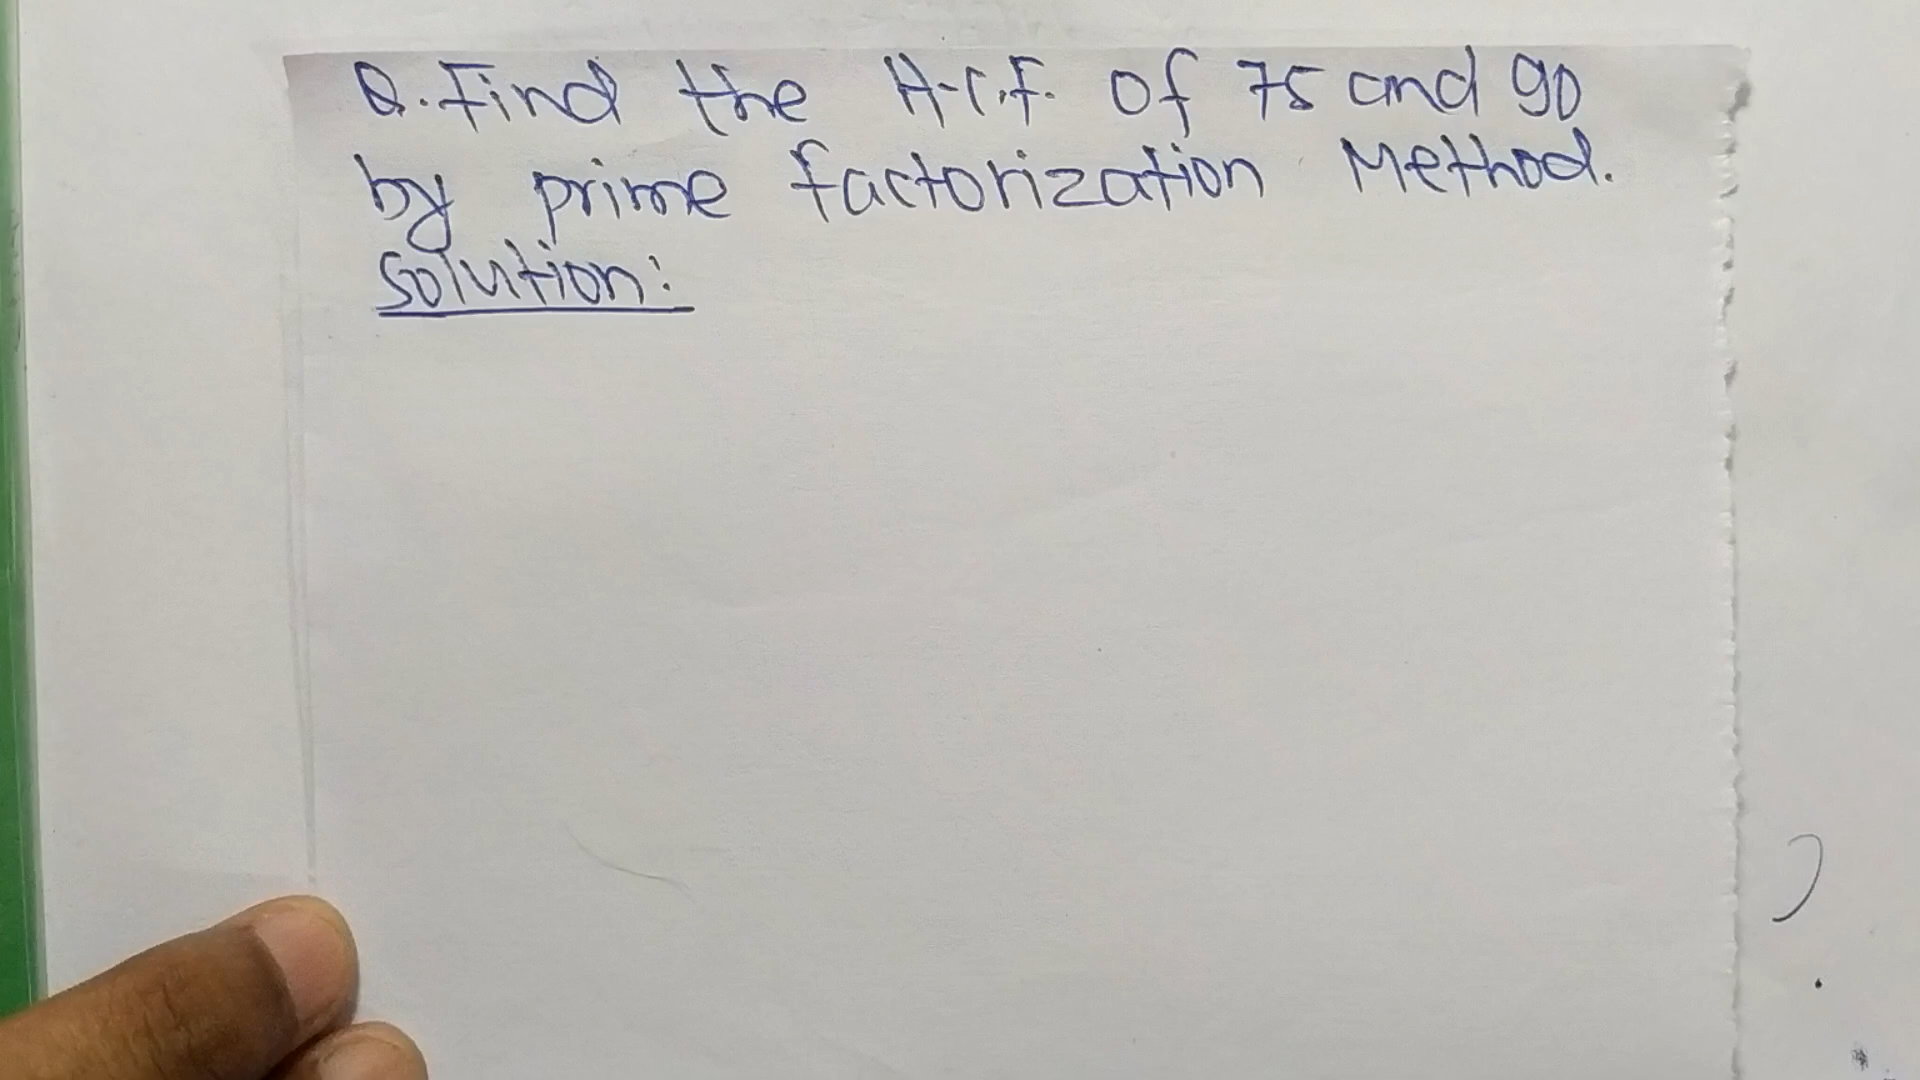 Q. Find the H.C.F. of 75 and 90
by prime factorization Method.
Solution: